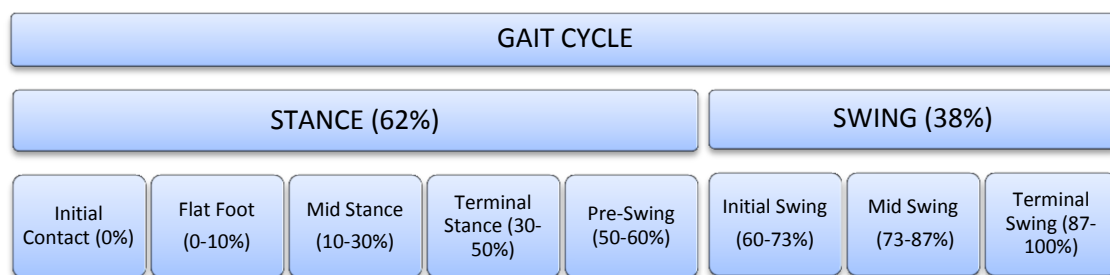 GAIT CYCLE
STANCE (62%)
SWING (38%)
Initial
Contact (0%)
Flat Foot
(0-10%)
Mid Stance
(10-30%)
Terminal
Stance (30-
50%)
Pre-Swing
(50-60%)
Initial Swing
(60-73%)
Mid Swing
(73-87%)
Terminal
Swing (87-
100%)